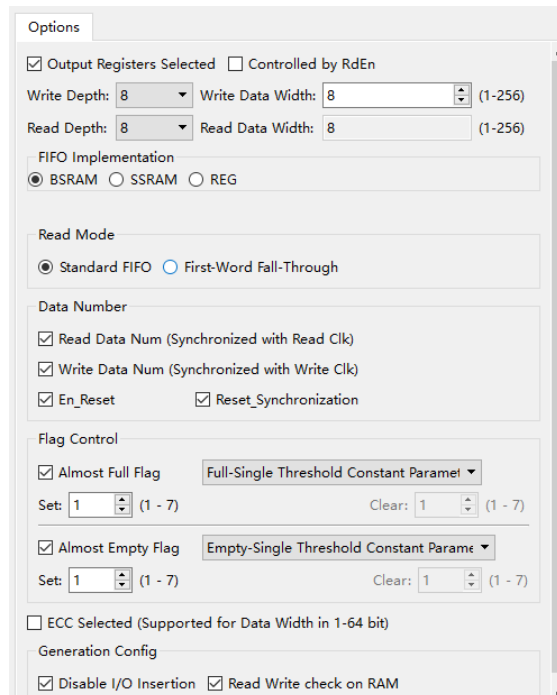 Options
Output Registers Selected Controlled by RdEn
Write Depth: 8 Write Data Width: 8 (1-256)
Read Depth: 8 Read Data Width: 8 (1-256)
FIFO Implementation
BSRAM SSRAM REG
Read Mode
Standard FIFO First-Word Fall-Through
Data Number
Read Data Num (Synchronized with Read Clk)
Write Data Num (Synchronized with Write Clk)
En_Reset Reset_Synchronization
Flag Control
Almost Full Flag Full-Single Threshold Constant Paramet
Set: 1 (1 - 7) Clear: 1 (1 - 7)
Almost Empty Flag Empty-Single Threshold Constant Parame
Set: 1 (1 - 7) Clear: 1 (1 - 7)
ECC Selected (Supported for Data Width in 1-64 bit)
Generation Config
Disable I/O Insertion Read Write check on RAM